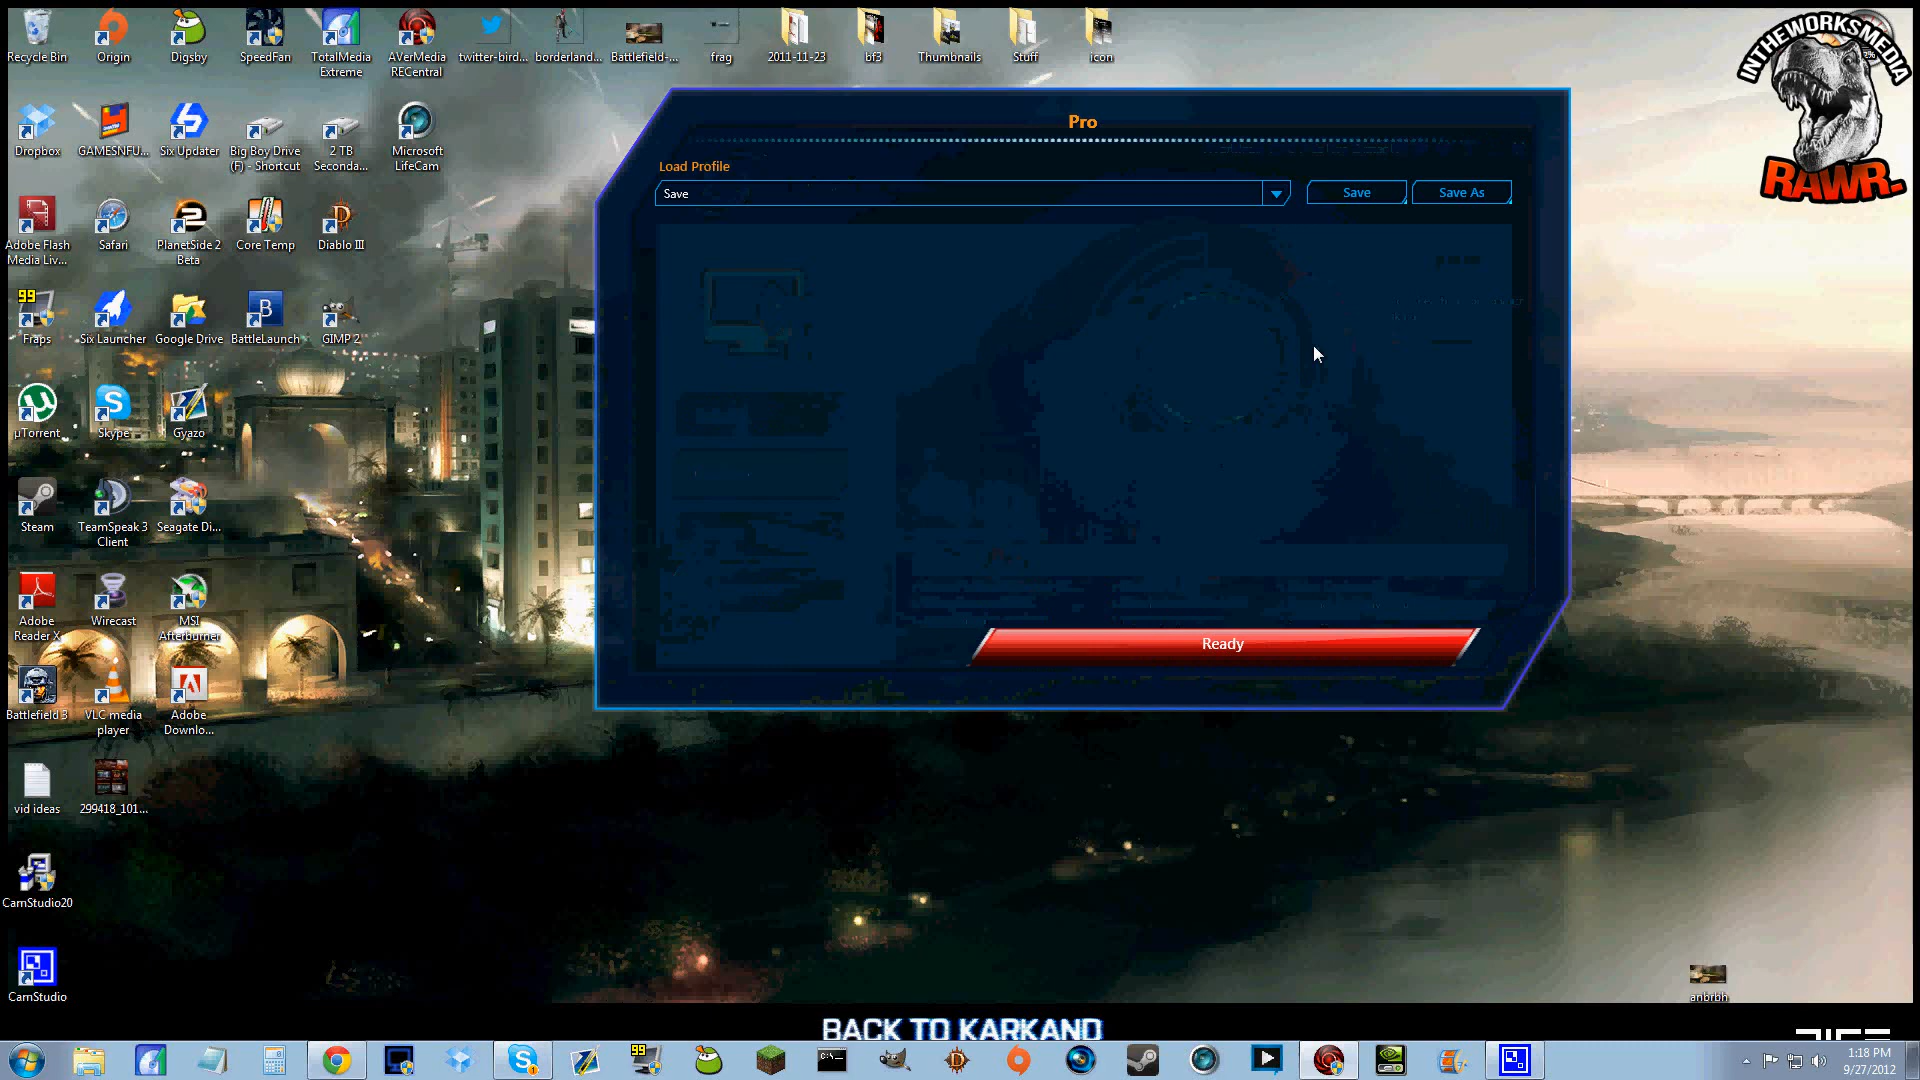 Recycle Bin
Origin
Digsby
SpeedFan
TotalMedia
Extreme
AVerMedia
RECentral
twitter-bird...
borderland...
Battlefield-...
frag
2011-11-23
bf3
Thumbnails
Stuff
icon
INTHEWORKSMEDIA
RAWR.
Dropbox
GAMESNFU...
Six Updater
Big Boy Drive
(F) - Shortcut
2 TB
Seconda...
Microsoft
LifeCam
Pro
Load Profile
Save
Save
Save As
Adobe Flash
Media Liv...
Safari
PlanetSide 2
Beta
Core Temp
Diablo III
99
Fraps
Six Launcher
Google Drive
BattleLaunch
GIMP 2
µTorrent
Skype
Gyazo
Steam
TeamSpeak 3
Client
Seagate Di...
Adobe
Reader X
Wirecast
MSI
Afterburner
Ready
Battlefield 3
VLC media
player
Adobe
Downlo...
vid ideas
299418_101...
CamStudio20
CamStudio
anbrbh
BACK TO KARKAND
99
C:\
1:18 PM
9/27/2012